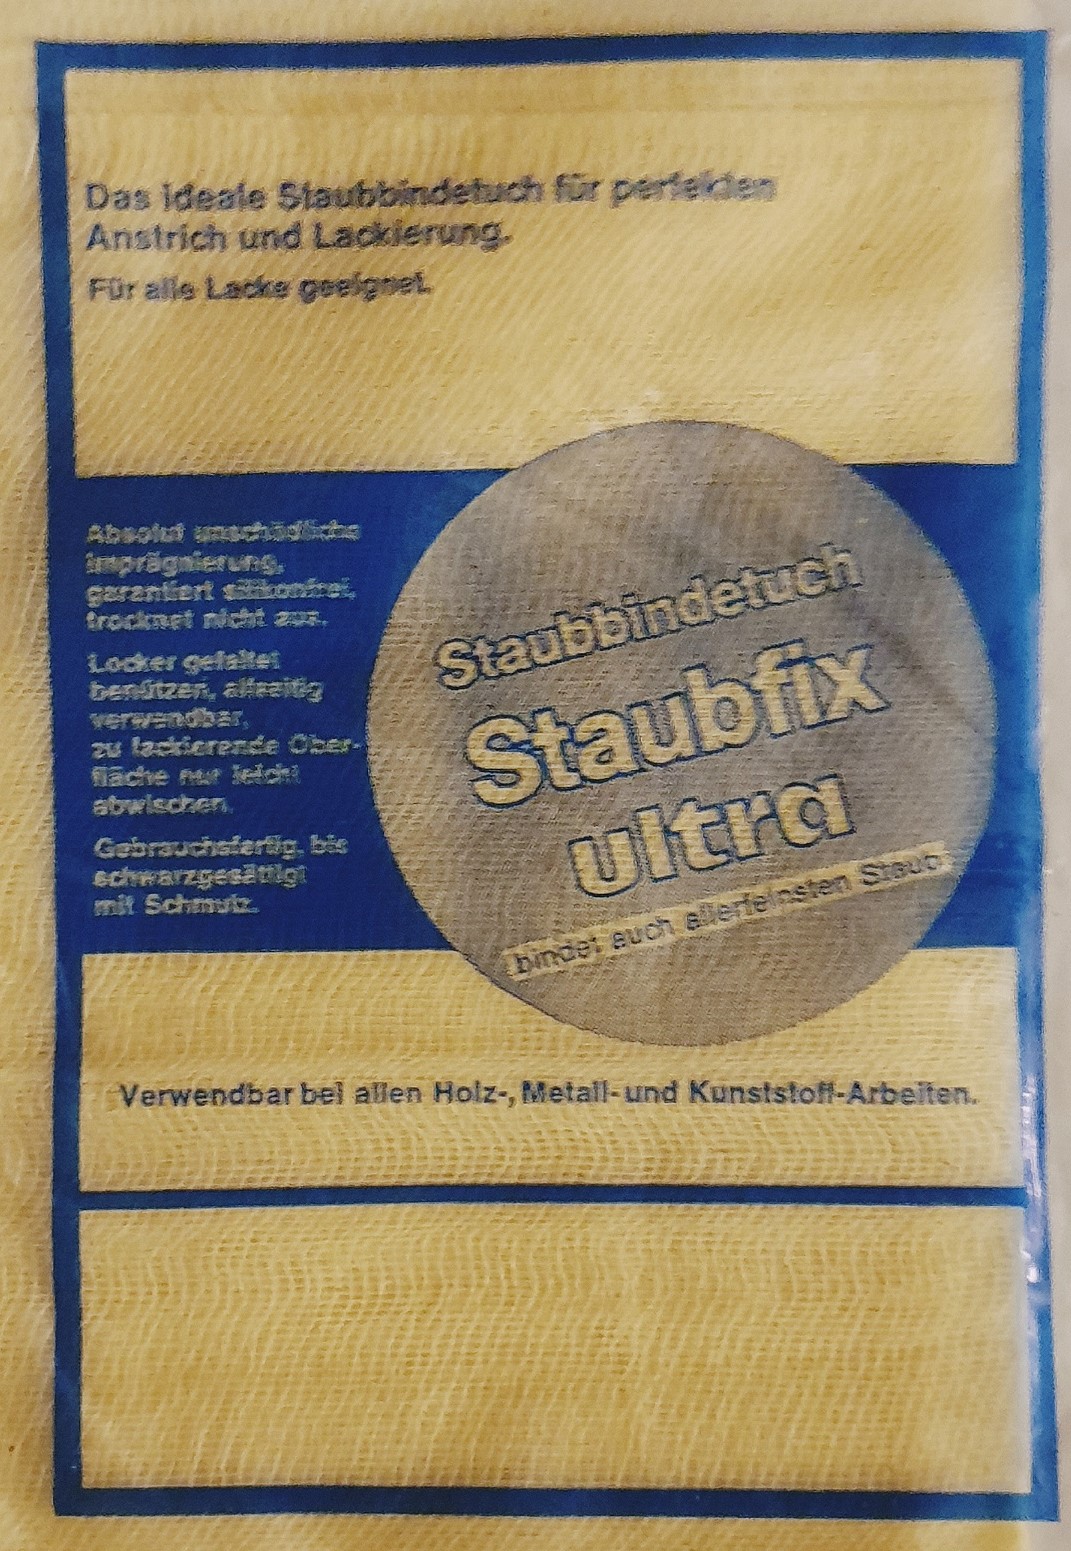 Das ideale Staubbindetuch für perfekten
Anstrich und Lackierung.
Für alle Lacke geeignet.
Absolut unschädliche
Imprägnierung,
garantiert silikonfrei,
trocknet nicht aus.
Locker gefaltet
benützen, allseitig
verwendbar,
zu lackierende Ober-
fläche nur leicht
abwischen.
Gebrauchsfertig, bis
schwarzgesättigt
mit Schmutz.
Staubbindetuch
Staubfix
ultra
bindet auch allerfeinsten Staub
Verwendbar bei allen Holz-, Metall- und Kunststoff-Arbeiten.